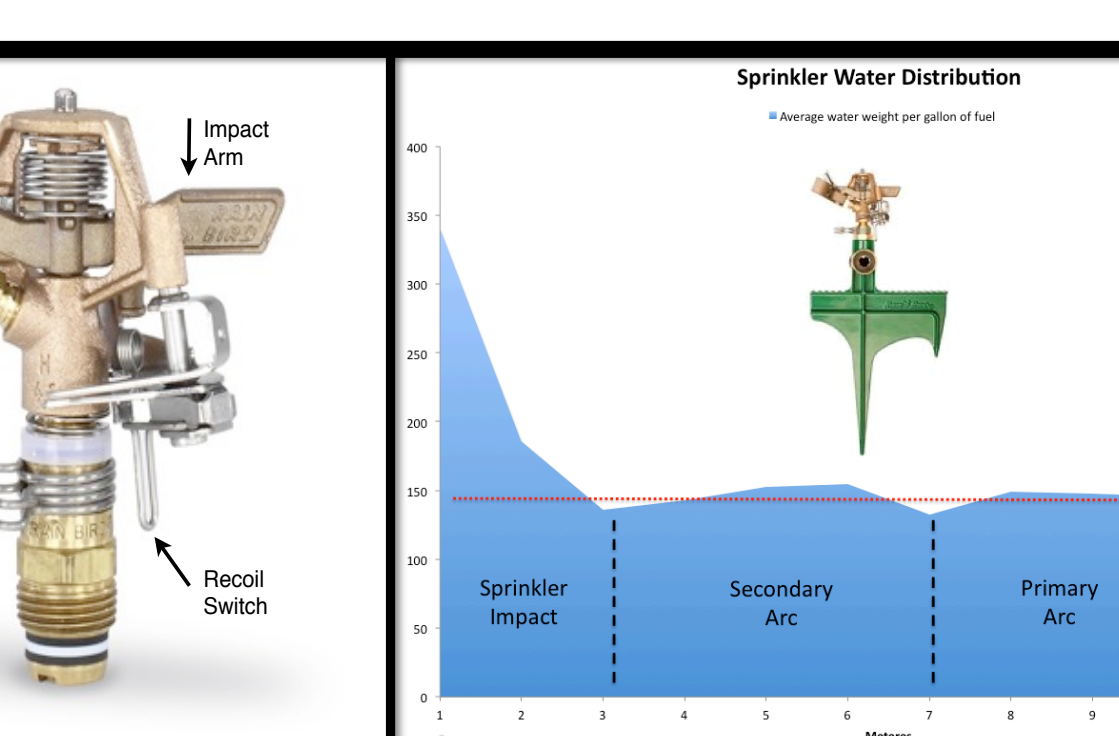 Impact
Arm
RAIN
BIRD
RAIN BIRD
Recoil
Switch
Sprinkler Water Distribution
Average water weight per gallon of fuel
400
350
300
250
200
150
100
50
0
Sprinkler
Impact
Secondary
Arc
Primary
Arc
1 2 3 4 5 6 7 8 9